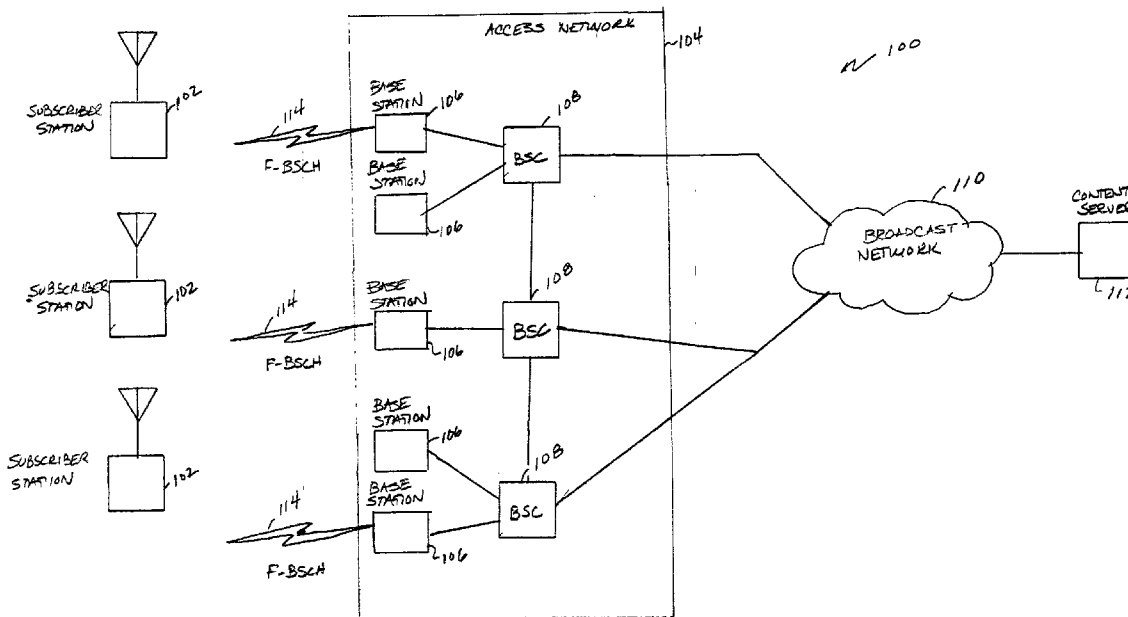 ACCESS NETWORK
104
100
SUBSCRIBER
STATION
102
114
F-BSCH
BASE
STATION
106
108
BSC
BASE
STATION
106
110
BROADCAST
NETWORK
CONTENT
SERVER
SUBSCRIBER
STATION
102
114
F-BSCH
BASE
STATION
106
108
BSC
BASE
STATION
106
SUBSCRIBER
STATION
102
114
F-BSCH
BASE
STATION
106
108
BSC